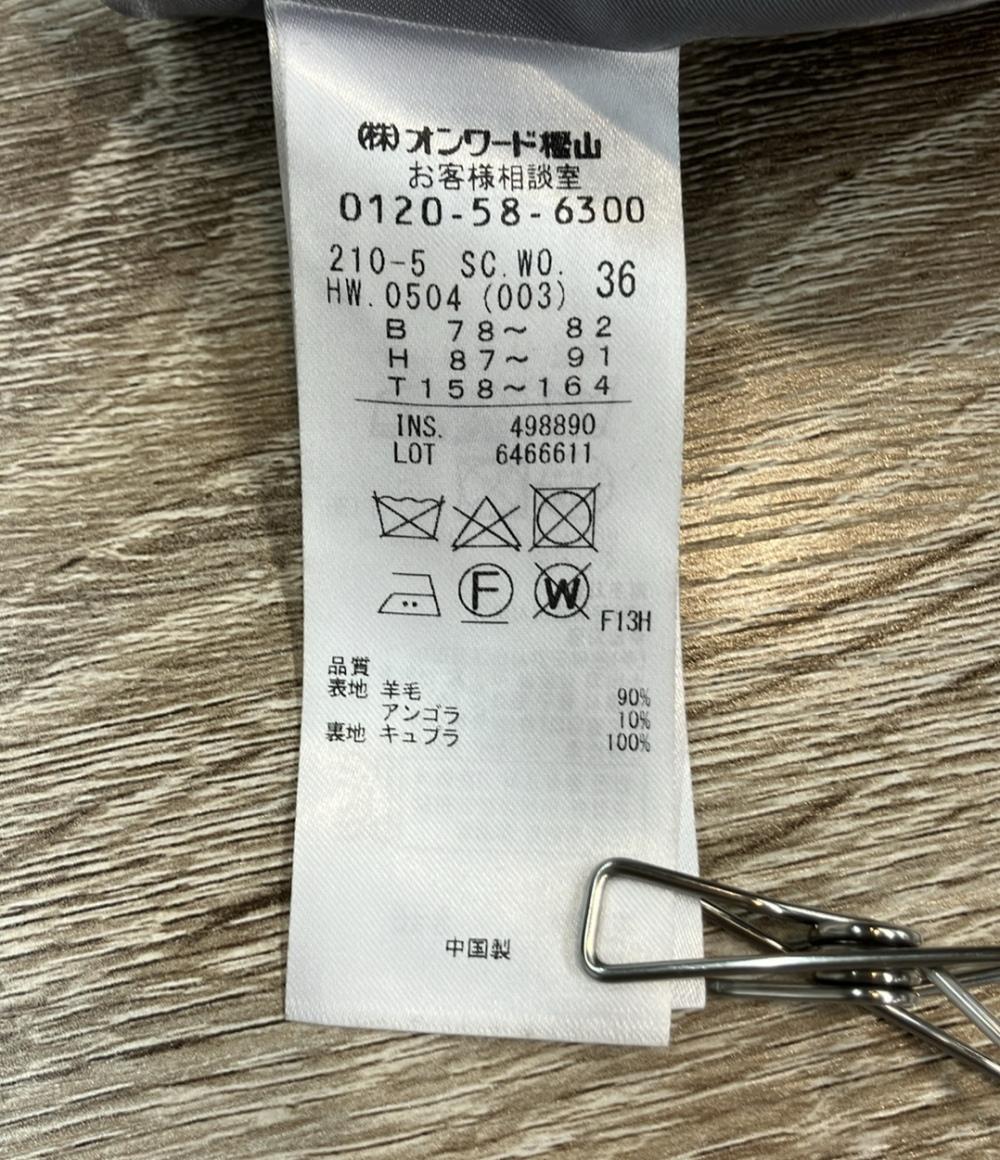 (株)オンワード樫山
お客様相談室
0120-58-6300
210-5 SC.WO. 36
HW.0504 (003)
B 78～ 82
H 87～ 91
T158～164
INS. 498890
LOT 6466611
F W
F13H
品質
表地 羊毛 90%
アンゴラ 10%
裏地 キュプラ 100%
中国製